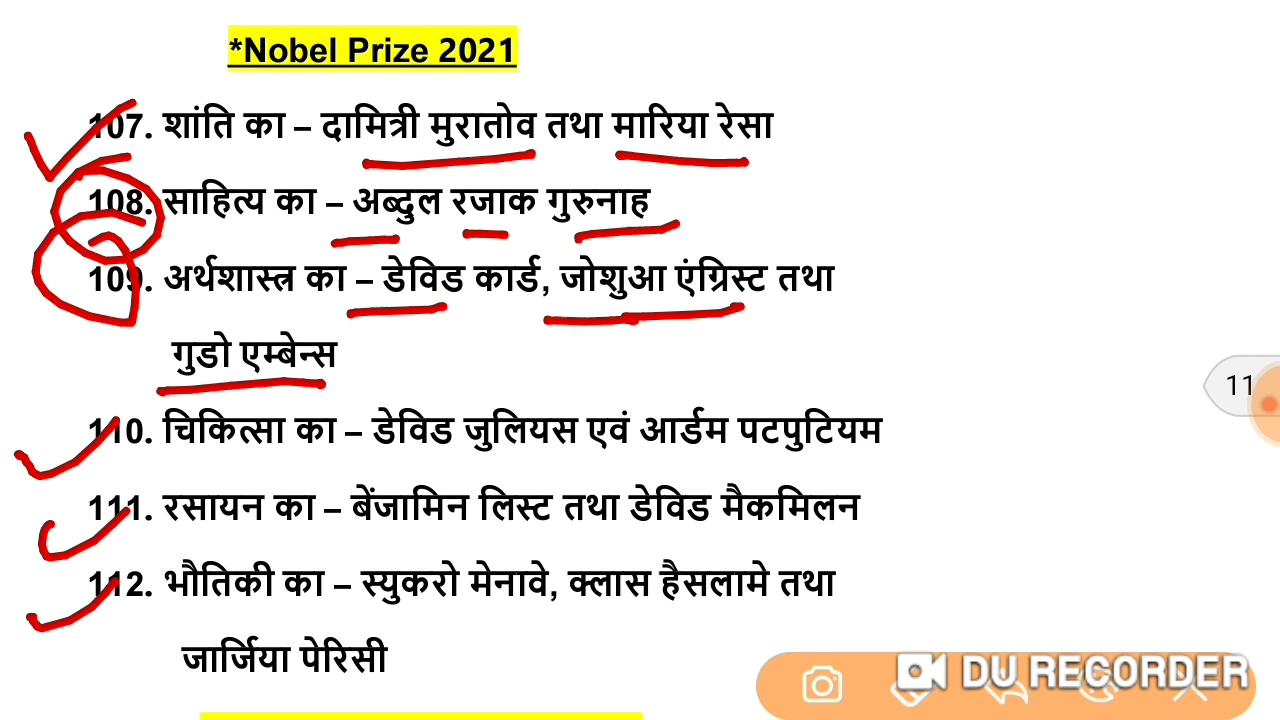 *Nobel Prize 2021
107. शांति का – दामित्री मुरातोव तथा मारिया रेसा
108. साहित्य का – अब्दुल रजाक गुरुनाह
109. अर्थशास्त्र का – डेविड कार्ड, जोशुआ एंग्रिस्ट तथा
गुडो एम्बेन्स
110. चिकित्सा का – डेविड जुलियस एवं आर्डम पटपुटियम
111. रसायन का – बेंजामिन लिस्ट तथा डेविड मैकमिलन
112. भौतिकी का – स्युकरो मेनावे, क्लास हैसलामे तथा
जार्जिया पेरिसी
11
DU RECORDER